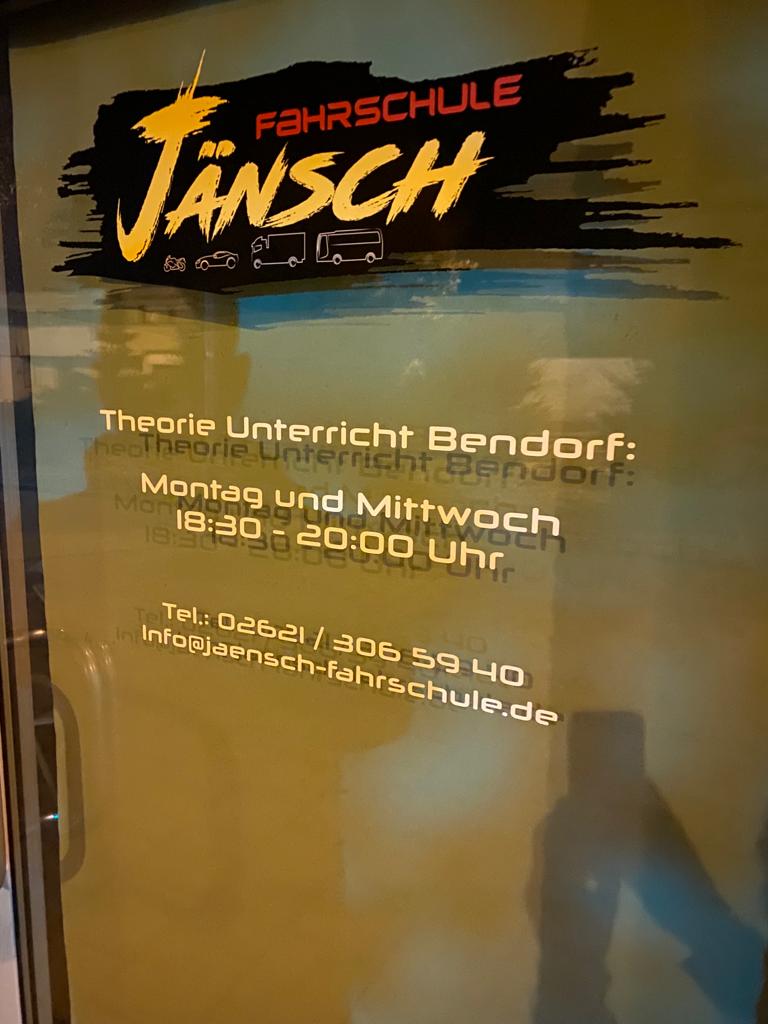 FAHRSCHULE
JÄNSCH
Theorie Unterricht Bendorf:
Montag und Mittwoch
18:30 - 20:00 Uhr
Tel.: 02621 / 306 59 40
Info@jaensch-fahrschule.de